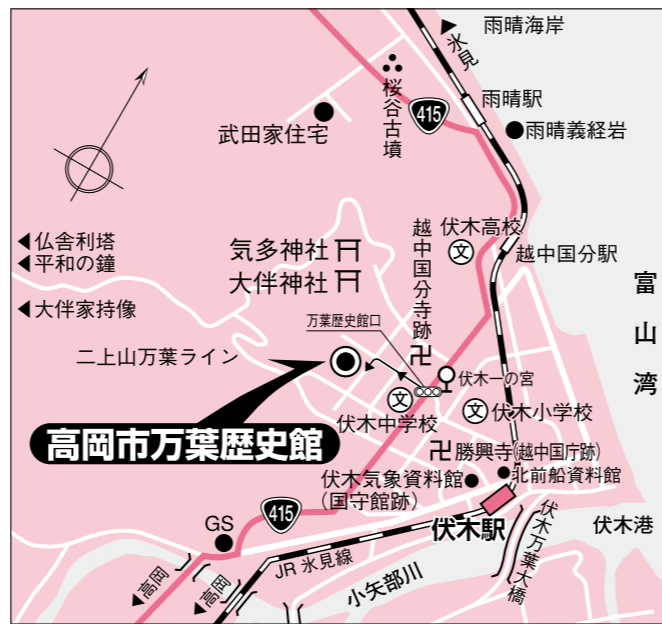 雨晴海岸
氷見
雨晴駅
415
桜谷古墳
武田家住宅
雨晴義経岩
伏木高校
文
越中国分駅
越中国分寺跡
仏舎利塔
平和の鐘
気多神社
大伴神社
大伴家持像
富山湾
万葉歴史館口
二上山万葉ライン
伏木一の宮
文
伏木中学校
文
伏木小学校
高岡市万葉歴史館
勝興寺(越中国庁跡)
北前船資料館
伏木気象資料館
(国守館跡)
伏木駅
415
GS
伏木万葉大橋
伏木港
高岡
高岡
JR氷見線
小矢部川